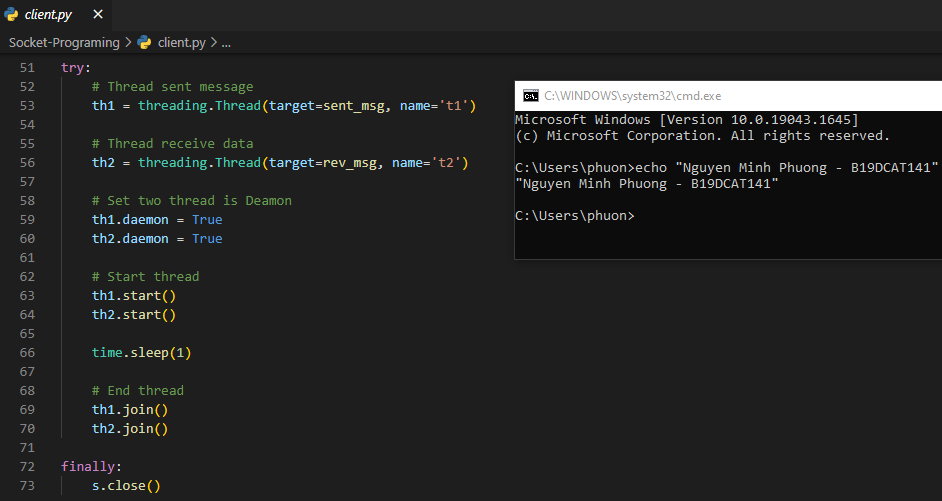 client.py ×
Socket-Programing > client.py > ...
51 try:
52 # Thread sent message
53 th1 = threading.Thread(target=sent_msg, name='t1')
54
55 # Thread receive data
56 th2 = threading.Thread(target=rev_msg, name='t2')
57
58 # Set two thread is Deamon
59 th1.daemon = True
60 th2.daemon = True
61
62 # Start thread
63 th1.start()
64 th2.start()
65
66 time.sleep(1)
67
68 # End thread
69 th1.join()
70 th2.join()
71
72 finally:
73 s.close()
C:\WINDOWS\system32\cmd.exe
Microsoft Windows [Version 10.0.19043.1645]
(c) Microsoft Corporation. All rights reserved.
C:\Users\phuon>echo "Nguyen Minh Phuong - B19DCAT141"
"Nguyen Minh Phuong - B19DCAT141"
C:\Users\phuon>